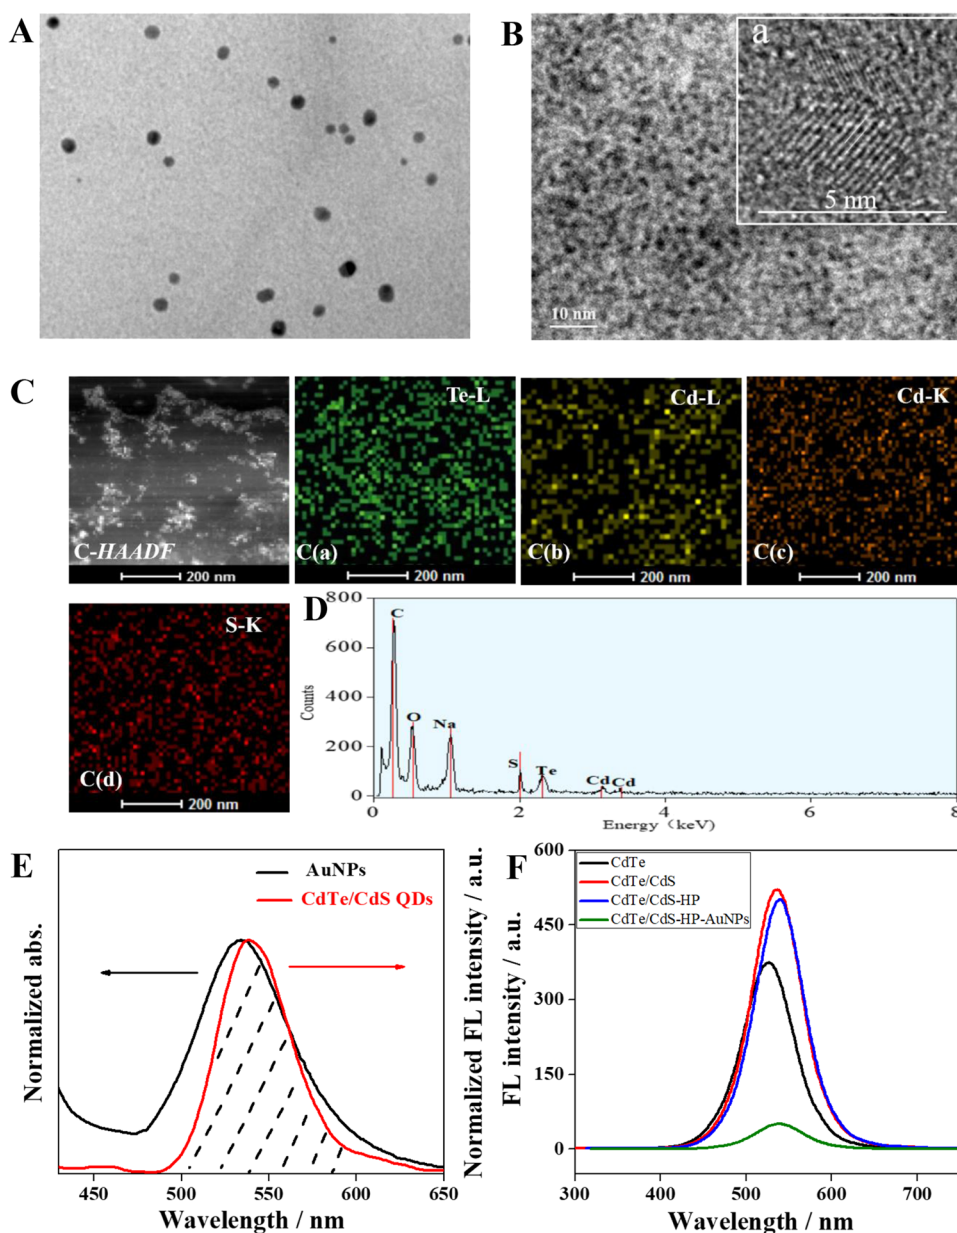 A
B
a
5 nm
10 nm
C
C-HAADF
200 nm
Te-L
C(a)
200 nm
Cd-L
C(b)
200 nm
Cd-K
C(c)
200 nm
S-K
C(d)
200 nm
D
800
600
400
200
0
Counts
C
O
Na
S
Te
Cd
Cd
0
2
4
6
8
Energy (keV)
E
AuNPs
CdTe/CdS QDs
Normalized abs.
Normalized FL intensity / a.u.
450
500
550
600
650
Wavelength / nm
F
CdTe
CdTe/CdS
CdTe/CdS-HP
CdTe/CdS-HP-AuNPs
FL intensity / a.u.
600
450
300
150
0
300
400
500
600
700
Wavelength / nm